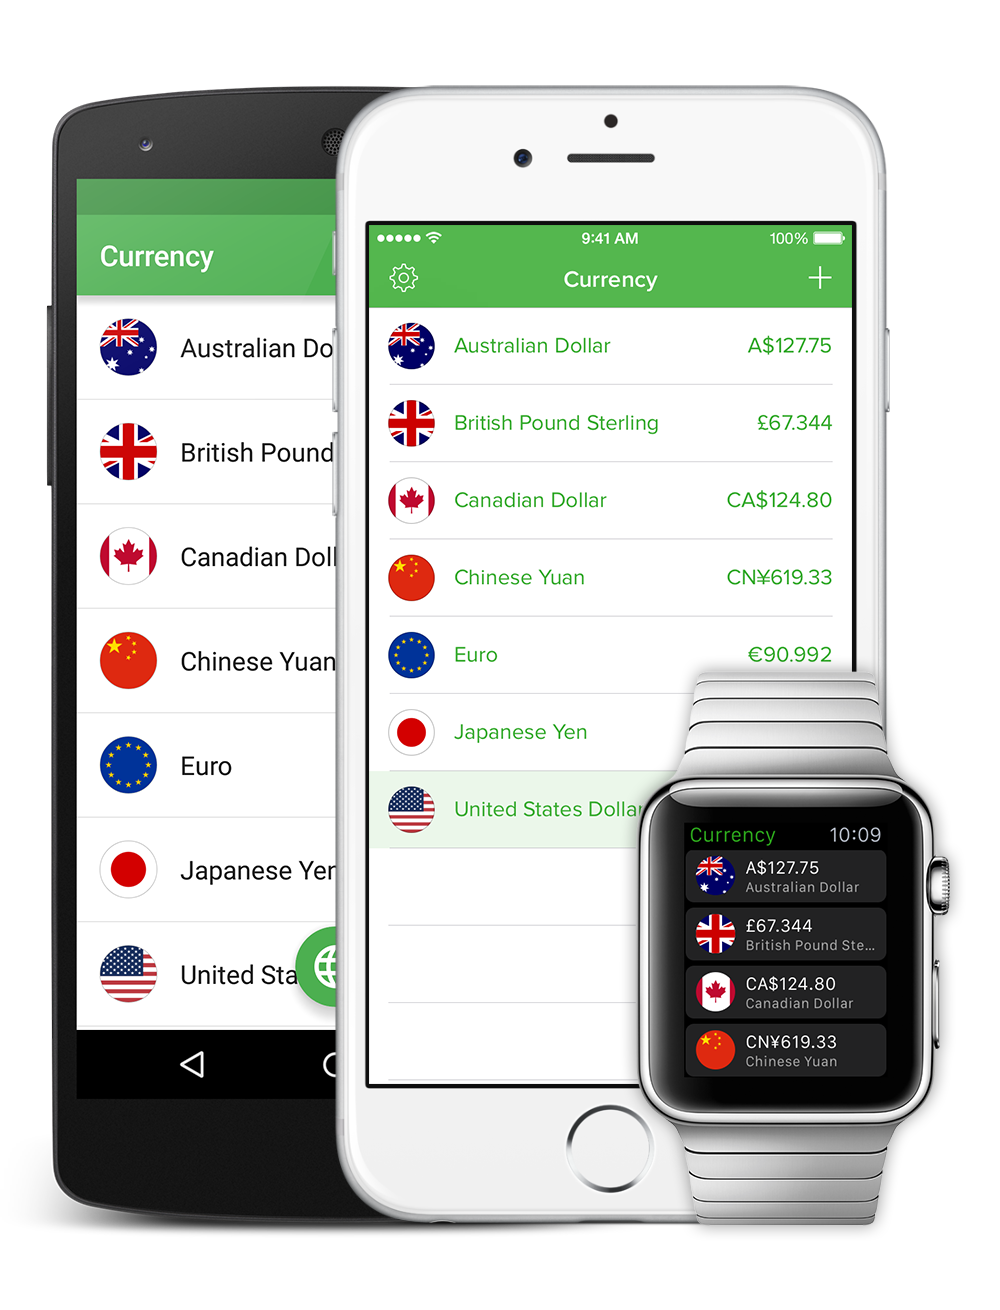 Currency
Australian Do
British Pound
Canadian Doll
Chinese Yuan
Euro
Japanese Yer
United Sta
9:41 AM
100%
Currency
Australian Dollar A$127.75
British Pound Sterling £67.344
Canadian Dollar CA$124.80
Chinese Yuan CN¥619.33
Euro €90.992
Japanese Yen
United States Dollar
Currency 10:09
A$127.75
Australian Dollar
£67.344
British Pound Ste...
CA$124.80
Canadian Dollar
CN¥619.33
Chinese Yuan